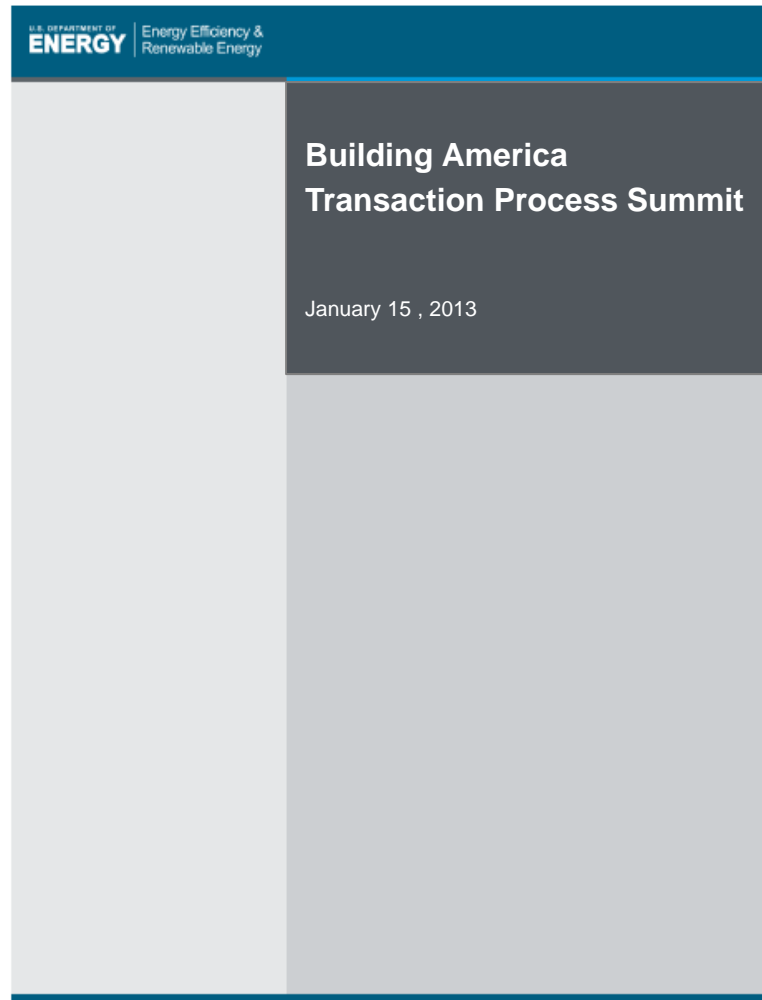 U.S. DEPARTMENT OF
ENERGY
Energy Efficiency &
Renewable Energy
Building America
Transaction Process Summit
January 15 , 2013